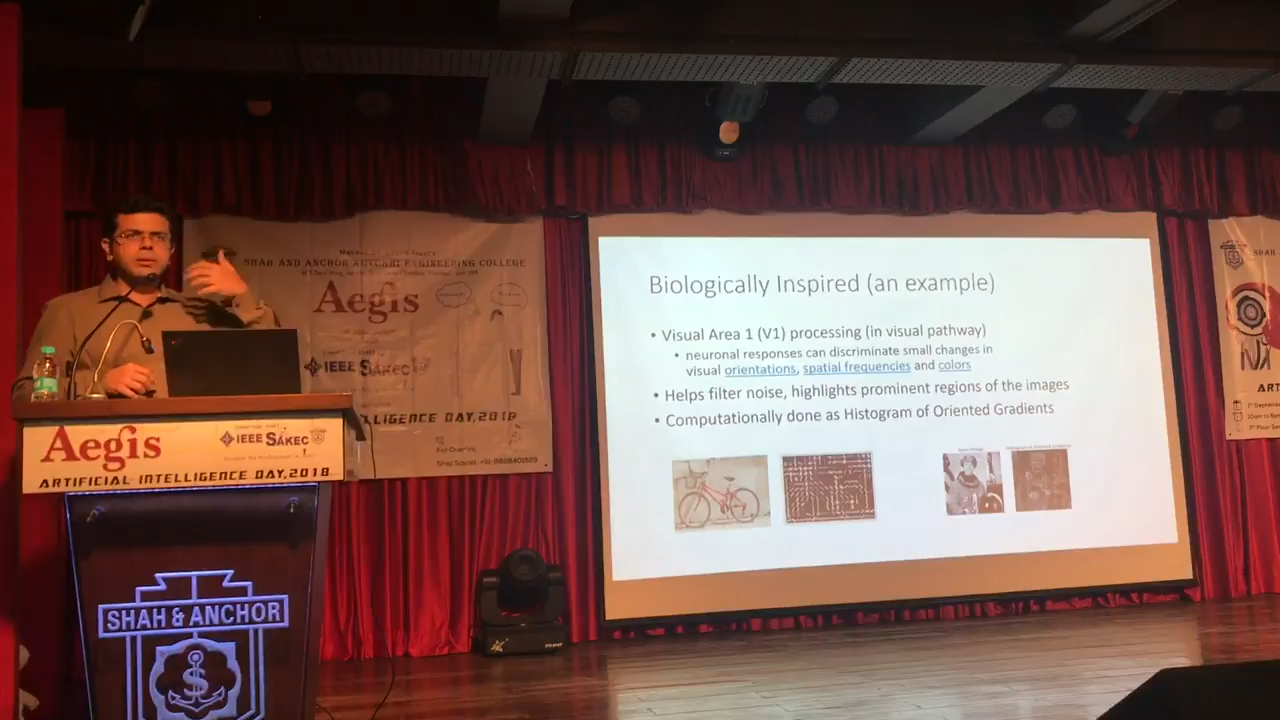 SHAH AND ANCHOR KUTCHHI ENGINEERING COLLEGE
Aegis
IEEE SAKEC
LLIGENCE DAY,2018
Aegis
IEEE SAKEC
ARTIFICIAL INTELLIGENCE DAY,2018
SHAH & ANCHOR
Biologically Inspired (an example)
• Visual Area 1 (V1) processing (in visual pathway)
• neuronal responses can discriminate small changes in
visual orientations, spatial frequencies and colors
• Helps filter noise, highlights prominent regions of the images
• Computationally done as Histogram of Oriented Gradients
SHAH
ART